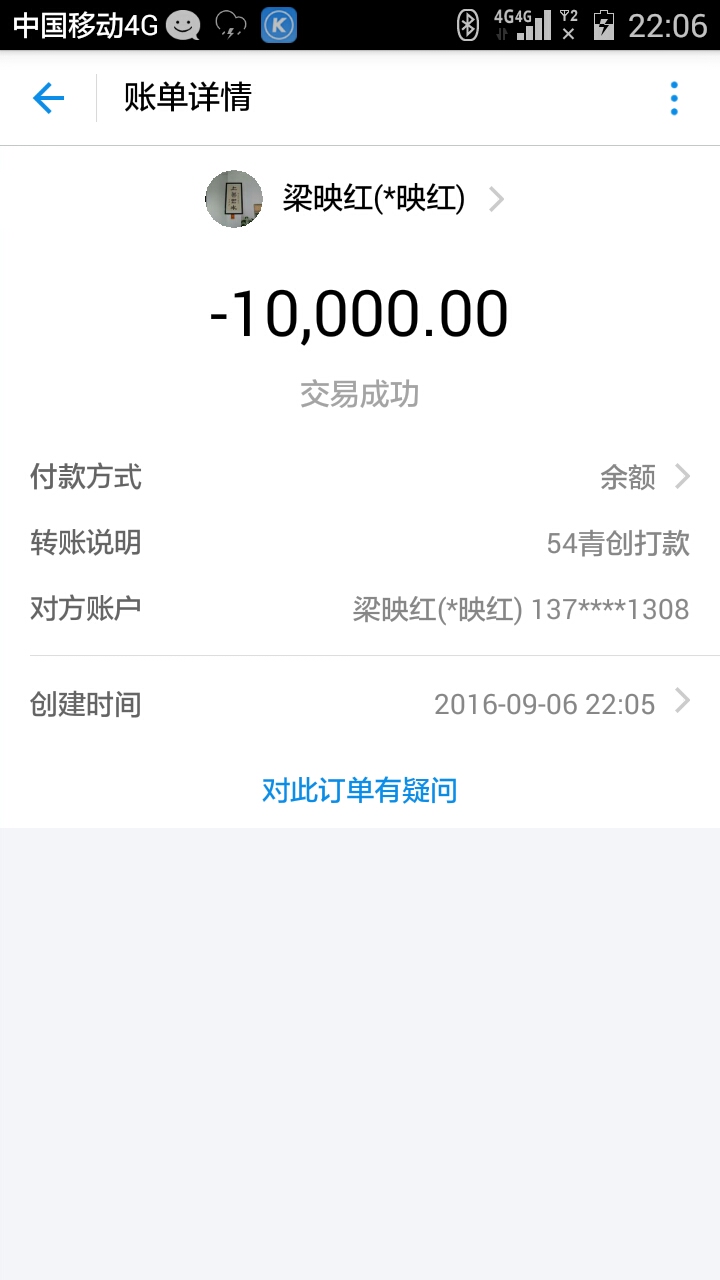 中国移动4G K 4G4G 2 22:06
账单详情
梁映红(*映红)
-10,000.00
交易成功
付款方式 余额
转账说明 54青创打款
对方账户 梁映红(*映红) 137****1308
创建时间 2016-09-06 22:05
对此订单有疑问